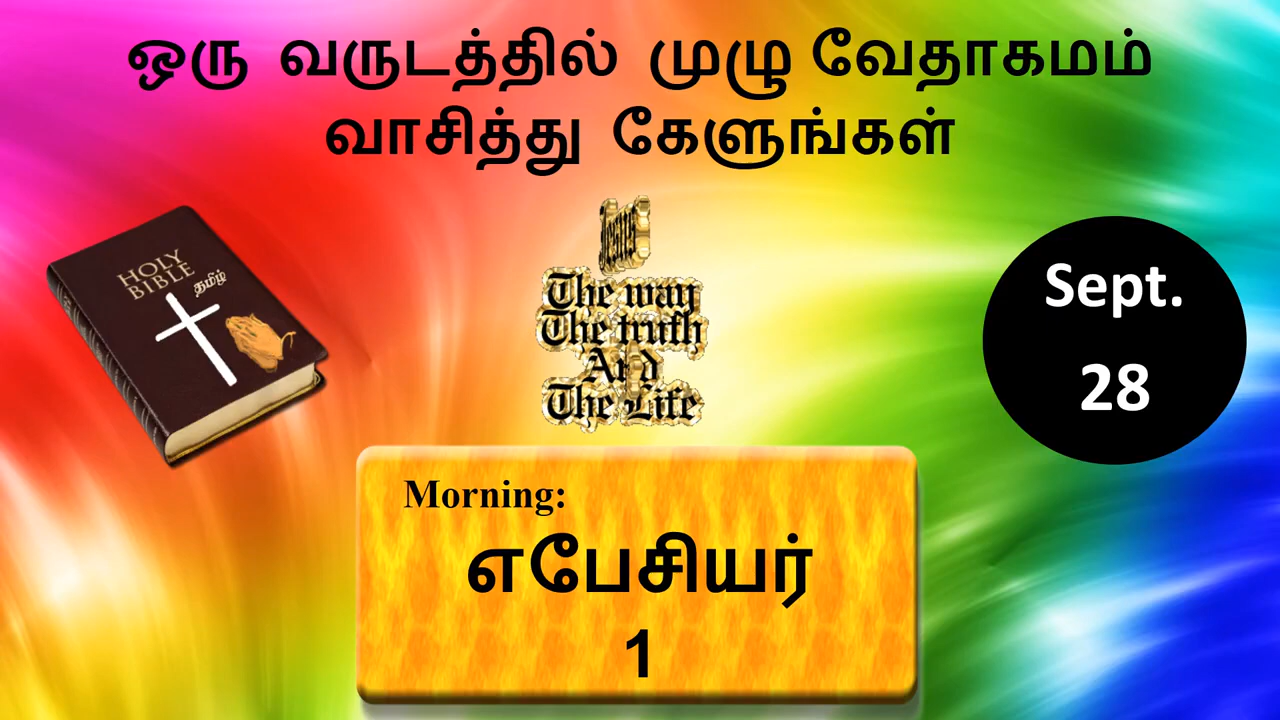 ஒரு வருடத்தில் முழு வேதாகமம்
வாசித்து கேளுங்கள்
HOLY
BIBLE
தமிழ்
Jesus
The way
The truth
And
The Life
Sept.
28
Morning:
எபேசியர்
1